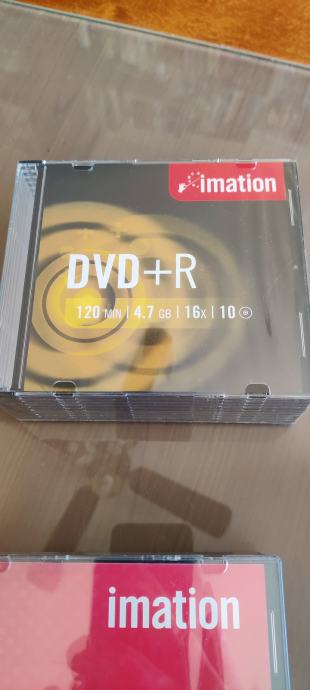 imation
DVD+R
120 MIN | 4.7 GB | 16x | 10
imation